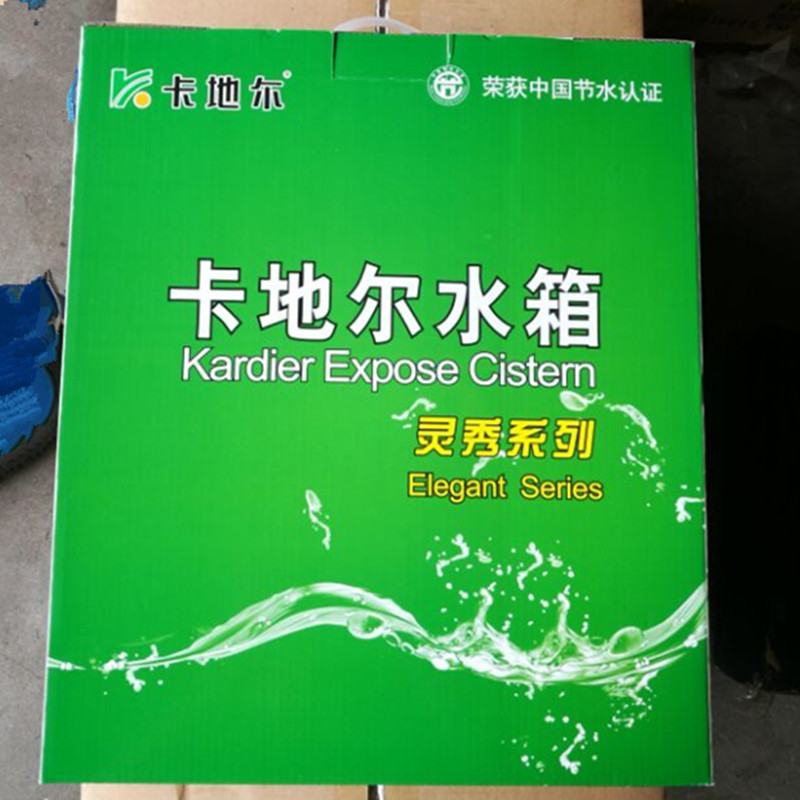 卡地尔®
荣获中国节水认证
卡地尔水箱
Kardier Expose Cistern
灵秀系列
Elegant Series